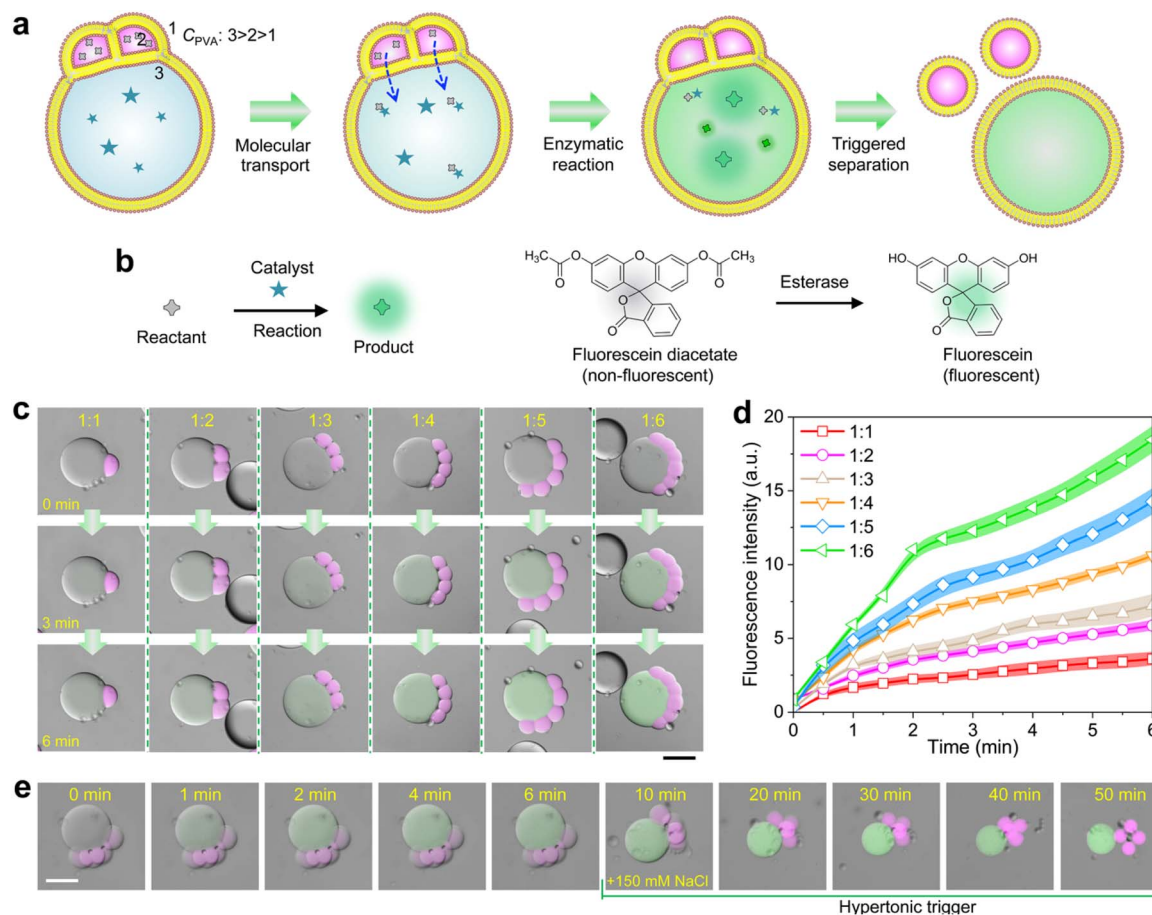 a
1
2
3
CPVA: 3>2>1
Molecular
transport
Enzymatic
reaction
Triggered
separation
b
Reactant
Catalyst
Reaction
Product
CH3
O
O
O
O
O
CH3
O
O
Fluorescein diacetate
(non-fluorescent)
Esterase
HO
O
OH
O
O
Fluorescein
(fluorescent)
c
1:1
1:2
1:3
1:4
1:5
1:6
0 min
3 min
6 min
d
Fluorescence intensity (a.u.)
20
15
10
5
0
1:1
1:2
1:3
1:4
1:5
1:6
0
1
2
3
4
5
6
Time (min)
e
0 min
1 min
2 min
4 min
6 min
10 min
20 min
30 min
40 min
50 min
+150 mM NaCl
Hypertonic trigger